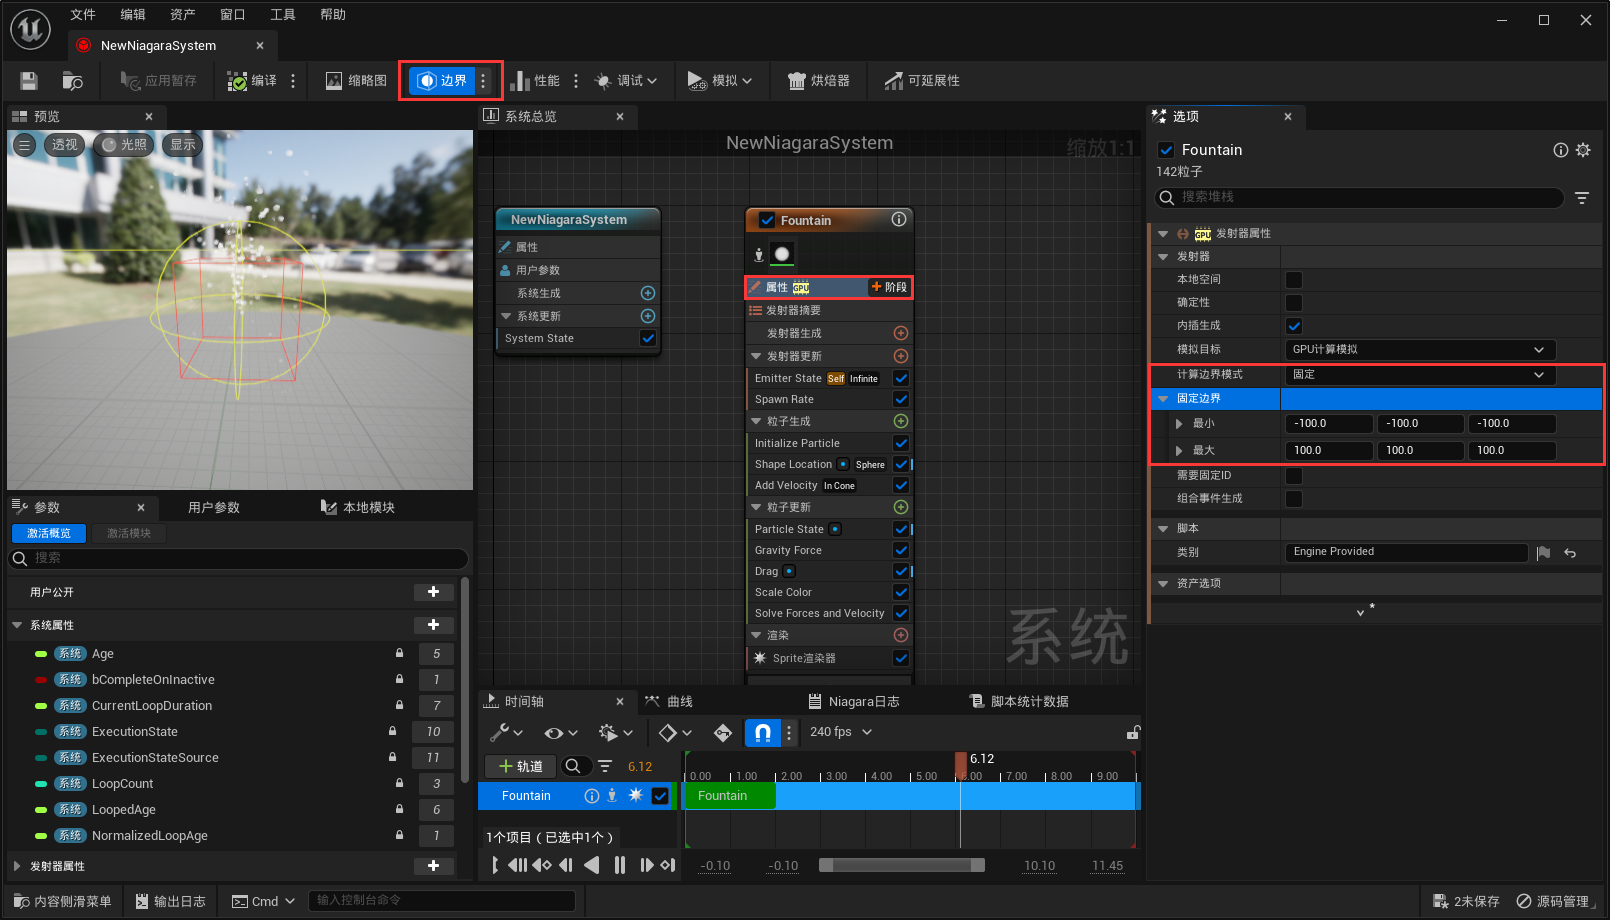 文件 编辑 资产 窗口 工具 帮助
NewNiagaraSystem
应用暂存 编译 缩略图 边界 性能 调试 模拟 烘焙器 可延展性
预览
透视 光照 显示
系统总览
NewNiagaraSystem
缩放1:1
NewNiagaraSystem
属性
用户参数
系统生成
系统更新
System State
Fountain
属性 GPU 阶段
发射器摘要
发射器生成
发射器更新
Emitter State Self Infinite
Spawn Rate
粒子生成
Initialize Particle
Shape Location Sphere
Add Velocity In Cone
粒子更新
Particle State
Gravity Force
Drag
Scale Color
Solve Forces and Velocity
渲染
Sprite渲染器
系统
选项
Fountain
142粒子
搜索堆栈
GPU 发射器属性
发射器
本地空间
确定性
内插生成
模拟目标 GPU计算模拟
计算边界模式 固定
固定边界
最小 -100.0 -100.0 -100.0
最大 100.0 100.0 100.0
需要固定ID
组合事件生成
脚本
类别 Engine Provided
资产选项
参数 用户参数 本地模块
激活概览 激活模块
搜索
用户公开
系统属性
系统 Age 5
系统 bCompleteOnInactive 1
系统 CurrentLoopDuration 7
系统 ExecutionState 10
系统 ExecutionStateSource 11
系统 LoopCount 3
系统 LoopedAge 6
系统 NormalizedLoopAge 1
发射器属性
时间轴 曲线 Niagara日志 脚本统计数据
240 fps
轨道 6.12
6.12
0.00 1.00 2.00 3.00 4.00 5.00 6.00 7.00 8.00 9.00
Fountain Fountain
1个项目（已选中1个）
-0.10 -0.10 10.10 11.45
内容侧滑菜单 输出日志 Cmd 输入控制台命令 2未保存 源码管理